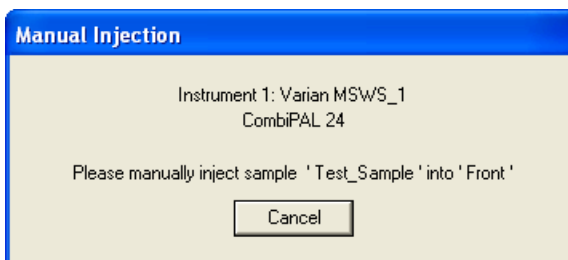 Manual Injection
Instrument 1: Varian MSWS_1
CombiPAL 24
Please manually inject sample ' Test_Sample ' into ' Front '
Cancel